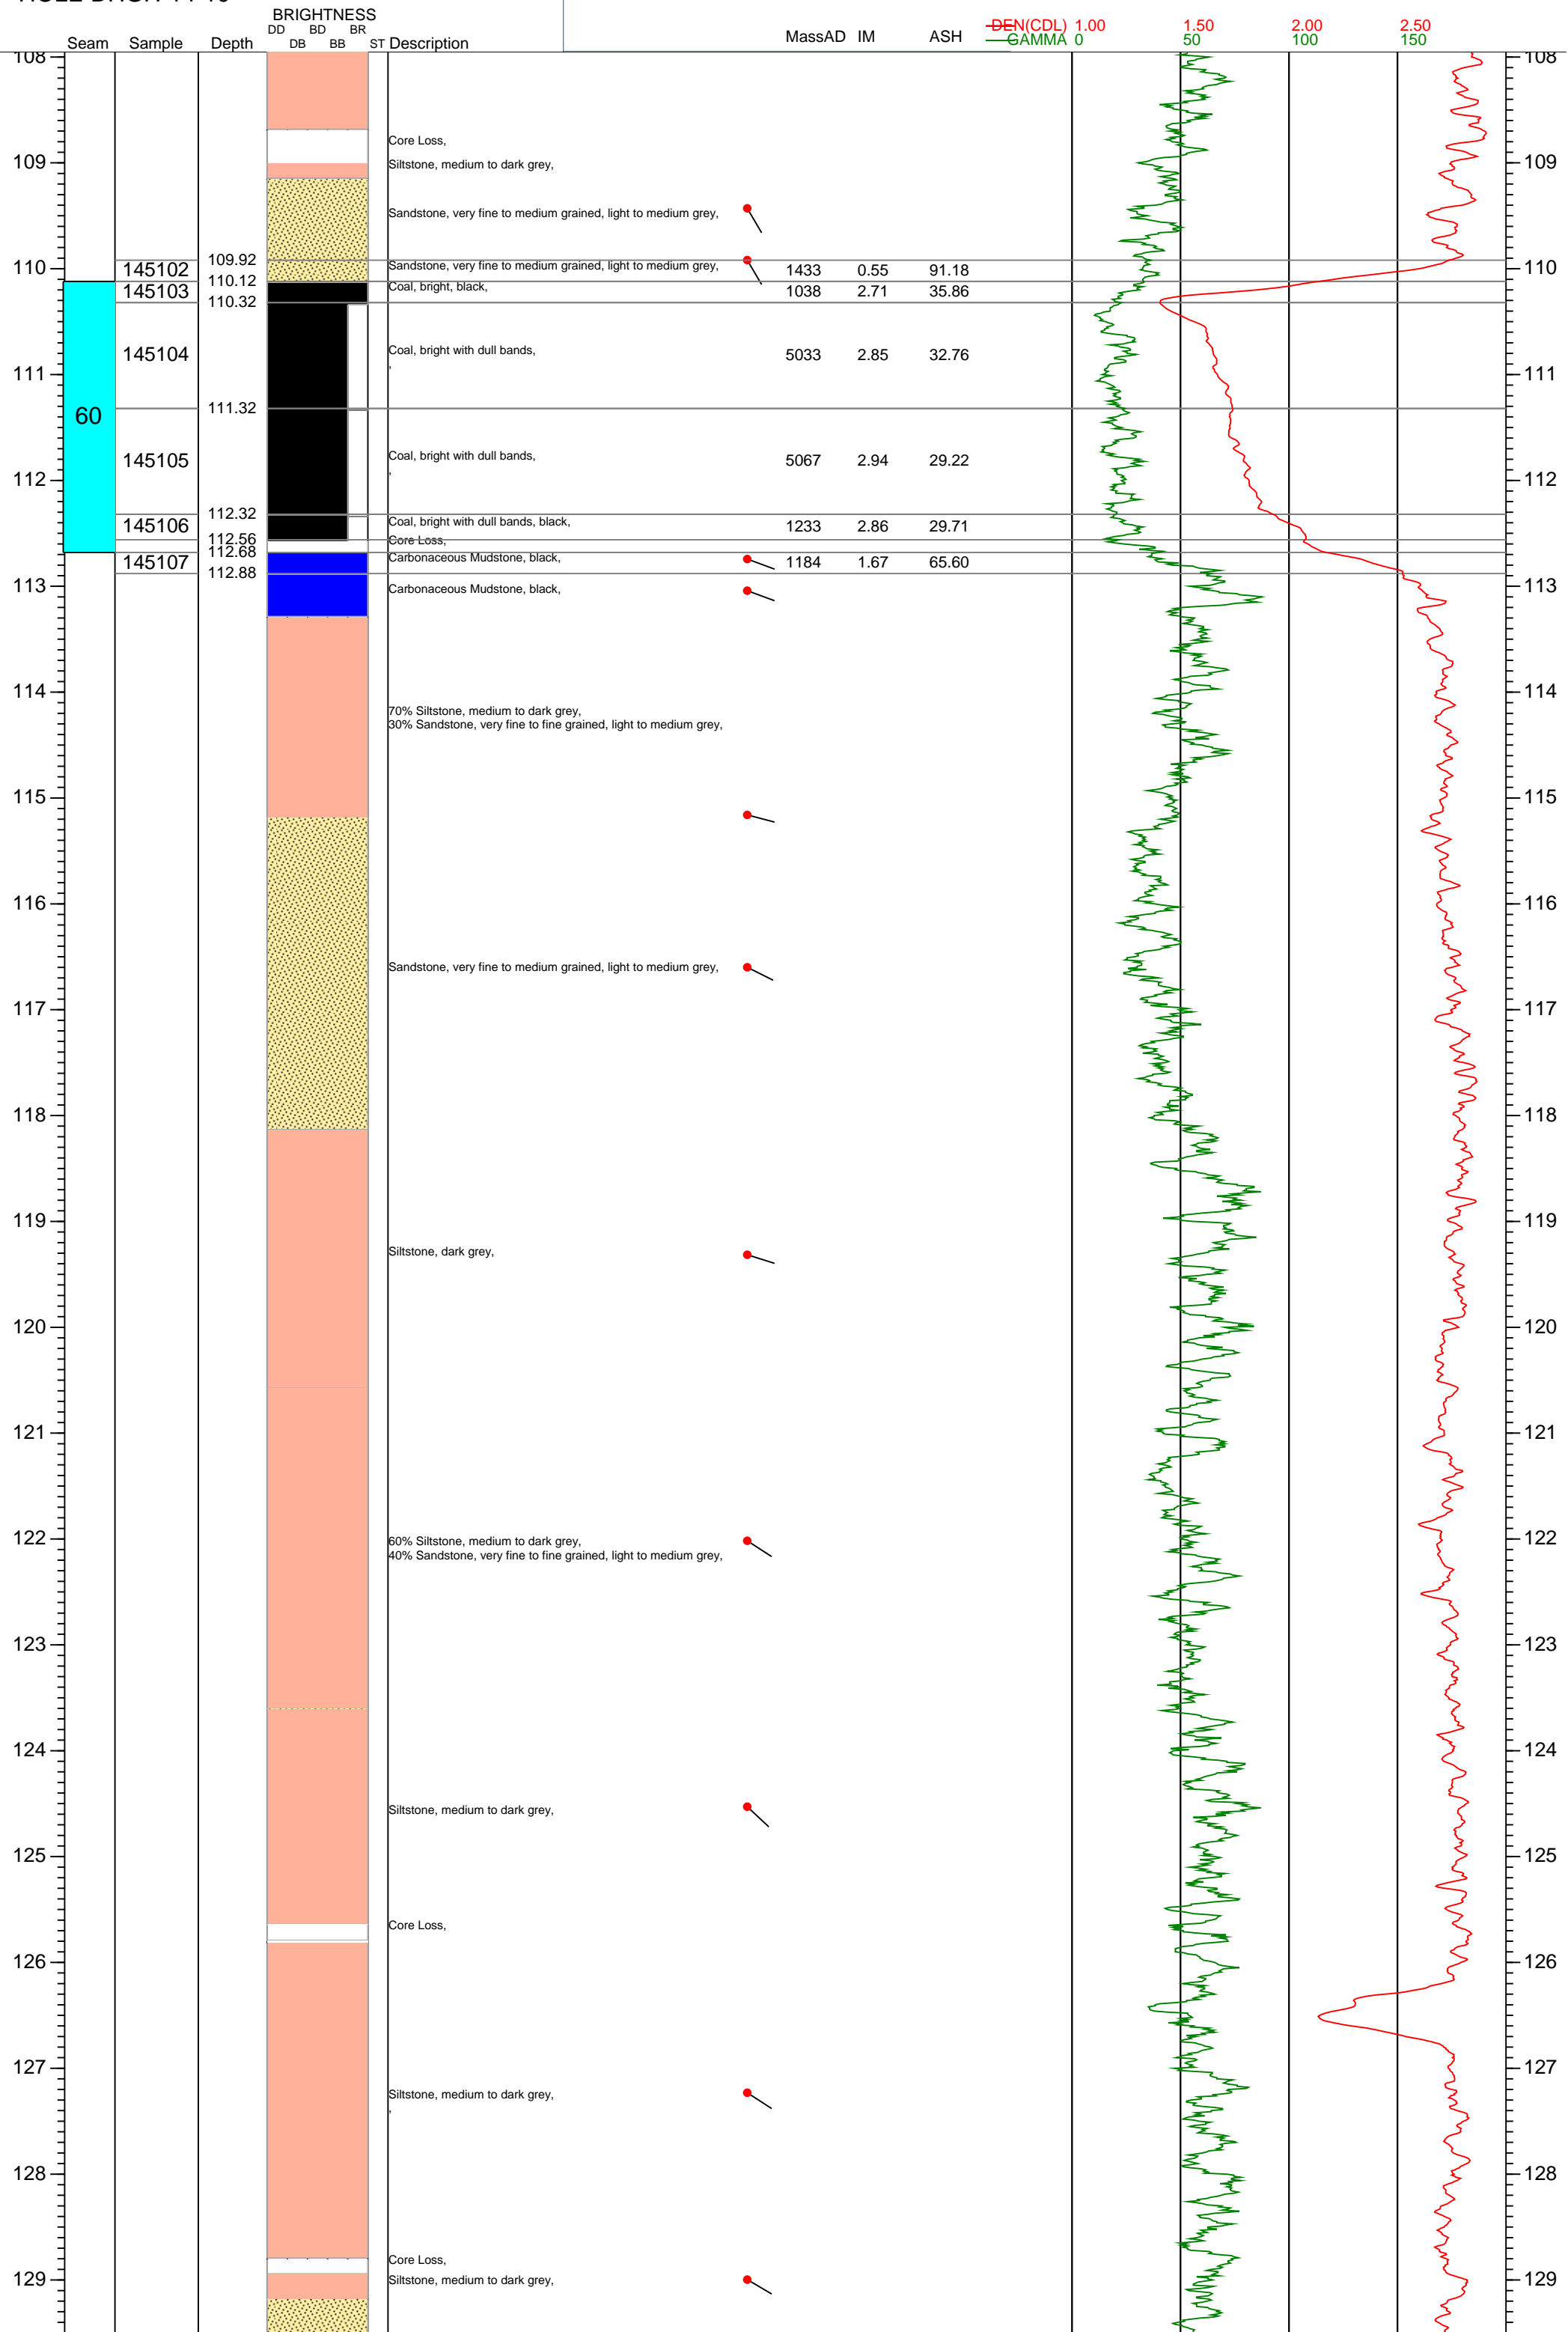 BRIGHTNESS
DD BD BR
DB BB ST
Seam Sample Depth Description MassAD IM ASH
DEN(CDL) 1.00 1.50 2.00 2.50
GAMMA 0 50 100 150
108 108
Core Loss,
109 Siltstone, medium to dark grey, 109
Sandstone, very fine to medium grained, light to medium grey,
109.92
110 145102 Sandstone, very fine to medium grained, light to medium grey, 1433 0.55 91.18 110
110.12
145103 Coal, bright, black, 1038 2.71 35.86
110.32
145104 Coal, bright with dull bands, 5033 2.85 32.76
,
111 111
111.32
60
145105 Coal, bright with dull bands, 5067 2.94 29.22
,
112 112
112.32
145106 Coal, bright with dull bands, black, 1233 2.86 29.71
112.56 Core Loss,
112.68
145107 Carbonaceous Mudstone, black, 1184 1.67 65.60
112.88
113 Carbonaceous Mudstone, black, 113
114 114
70% Siltstone, medium to dark grey,
30% Sandstone, very fine to fine grained, light to medium grey,
115 115
116 116
Sandstone, very fine to medium grained, light to medium grey,
117 117
118 118
119 119
Siltstone, dark grey,
120 120
121 121
122 122
60% Siltstone, medium to dark grey,
40% Sandstone, very fine to fine grained, light to medium grey,
123 123
124 124
Siltstone, medium to dark grey,
125 125
Core Loss,
126 126
127 127
Siltstone, medium to dark grey,
,
128 128
Core Loss,
129 Siltstone, medium to dark grey, 129